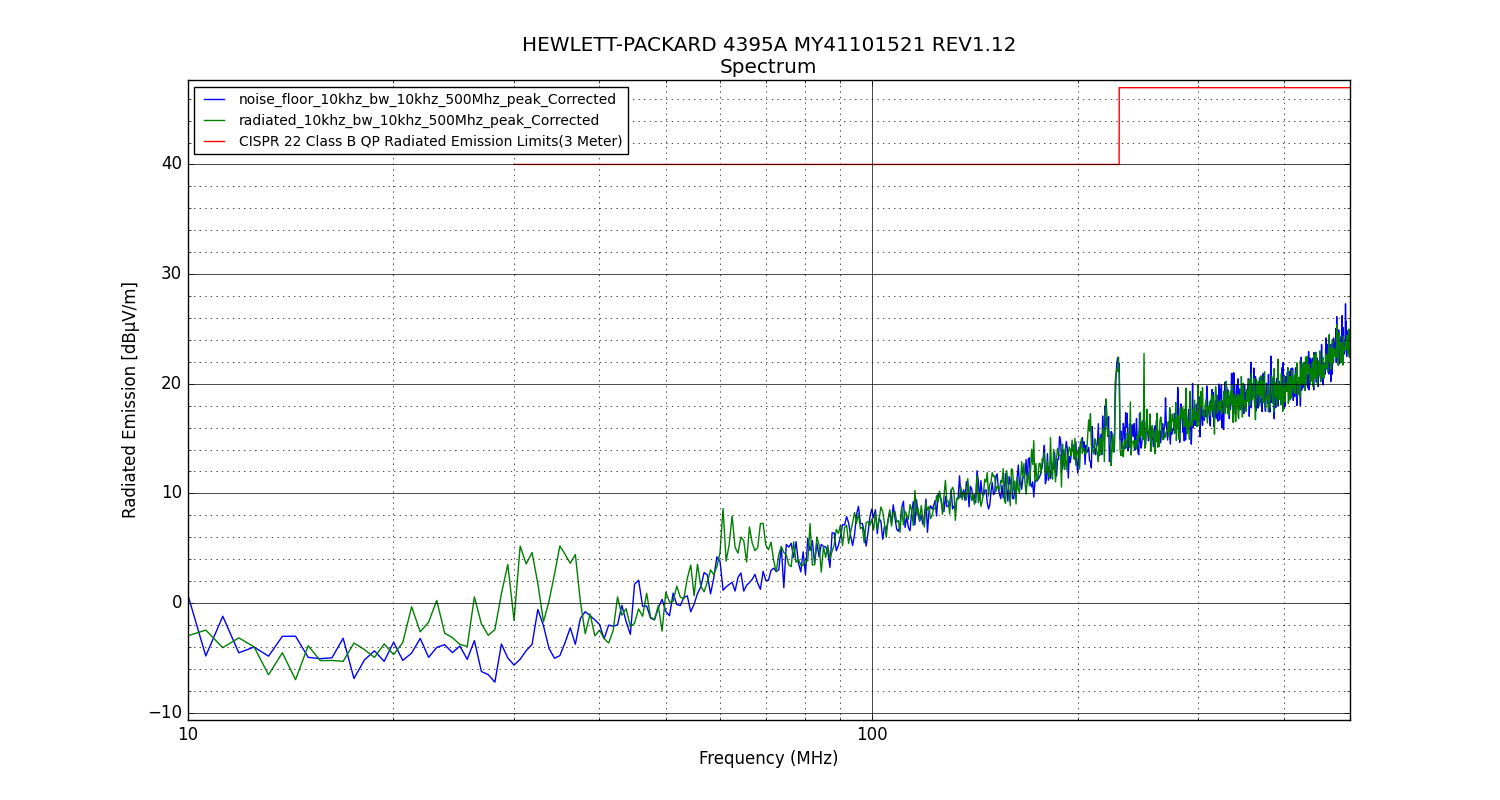 HEWLETT-PACKARD 4395A MY41101521 REV1.12
Spectrum
noise_floor_10khz_bw_10khz_500Mhz_peak_Corrected
radiated_10khz_bw_10khz_500Mhz_peak_Corrected
CISPR 22 Class B QP Radiated Emission Limits(3 Meter)
40
30
20
10
0
−10
Radiated Emission [dBµV/m]
10
100
Frequency (MHz)